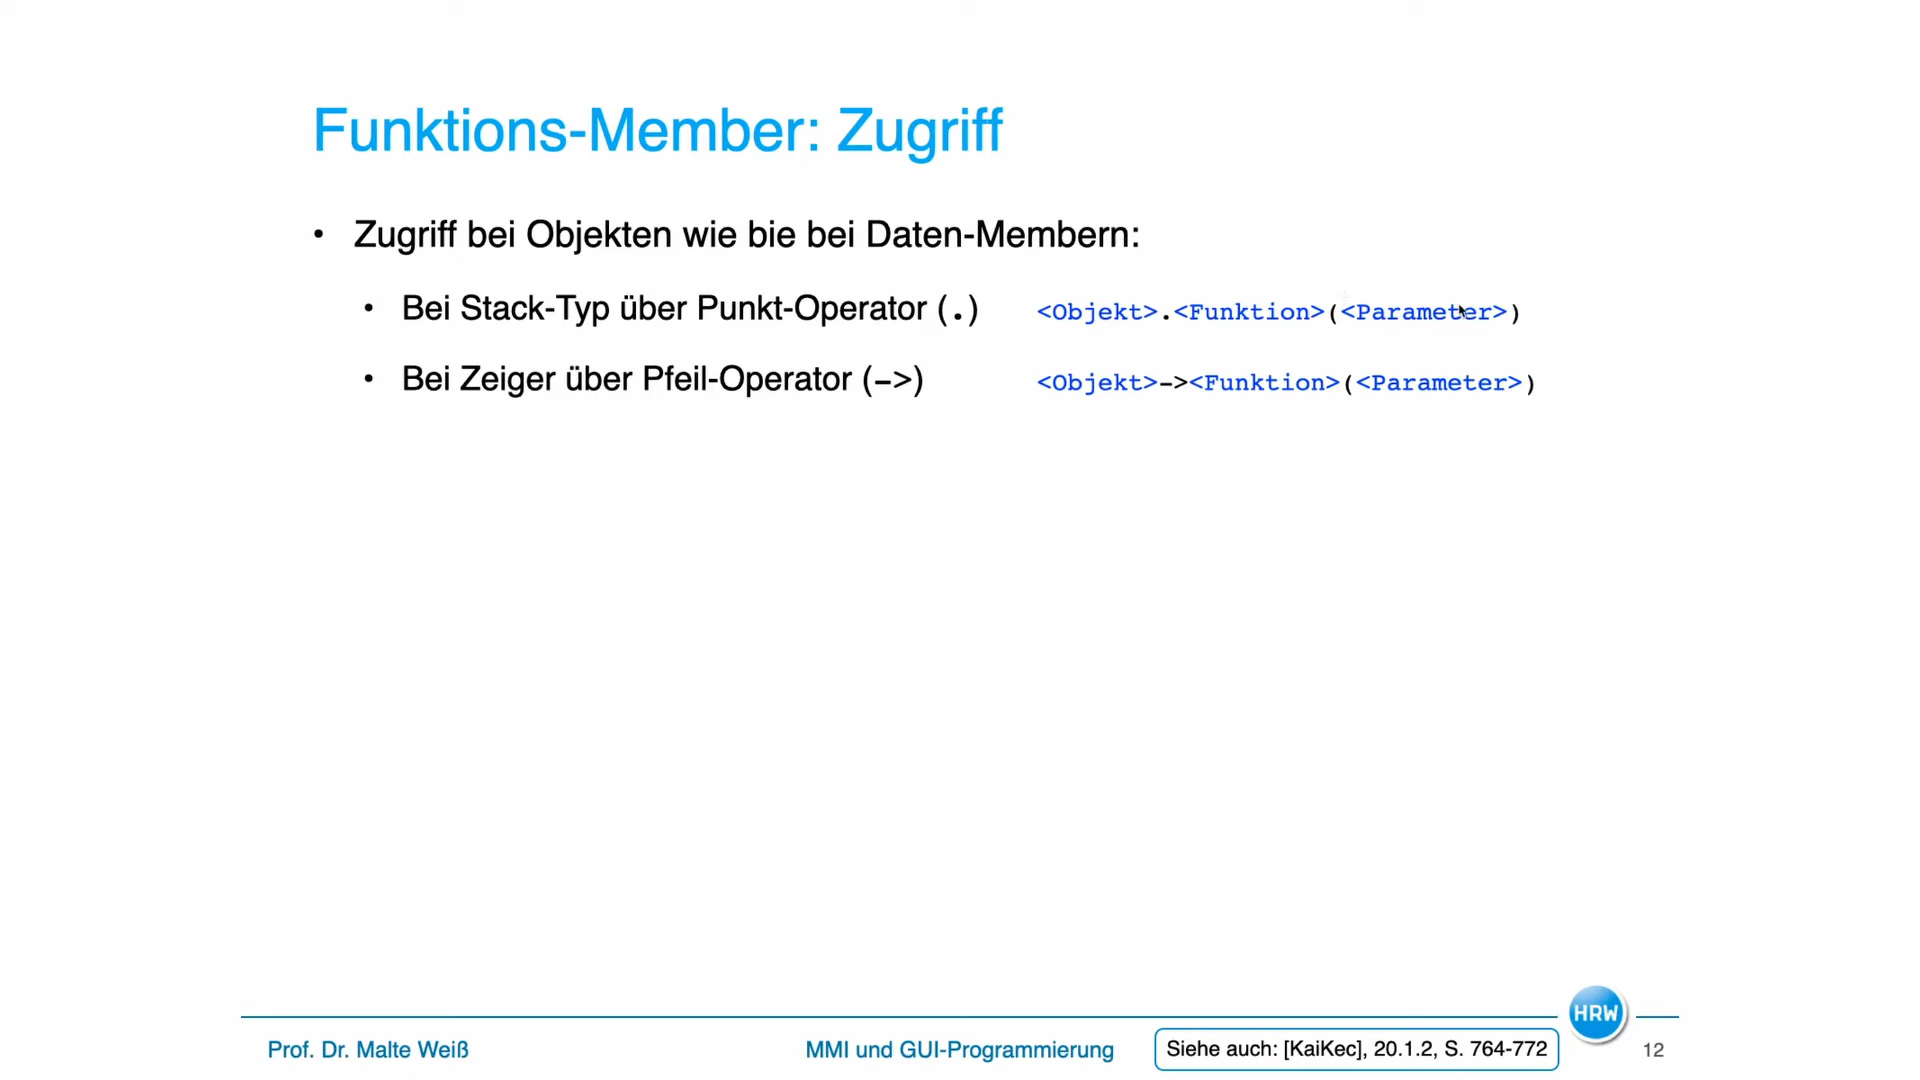 Funktions-Member: Zugriff
• Zugriff bei Objekten wie bie bei Daten-Membern:
• Bei Stack-Typ über Punkt-Operator (.) <Objekt>.<Funktion>(<Parameter>)
• Bei Zeiger über Pfeil-Operator (->) <Objekt>-><Funktion>(<Parameter>)
HRW
Prof. Dr. Malte Weiß MMI und GUI-Programmierung Siehe auch: [KaiKec], 20.1.2, S. 764-772 12